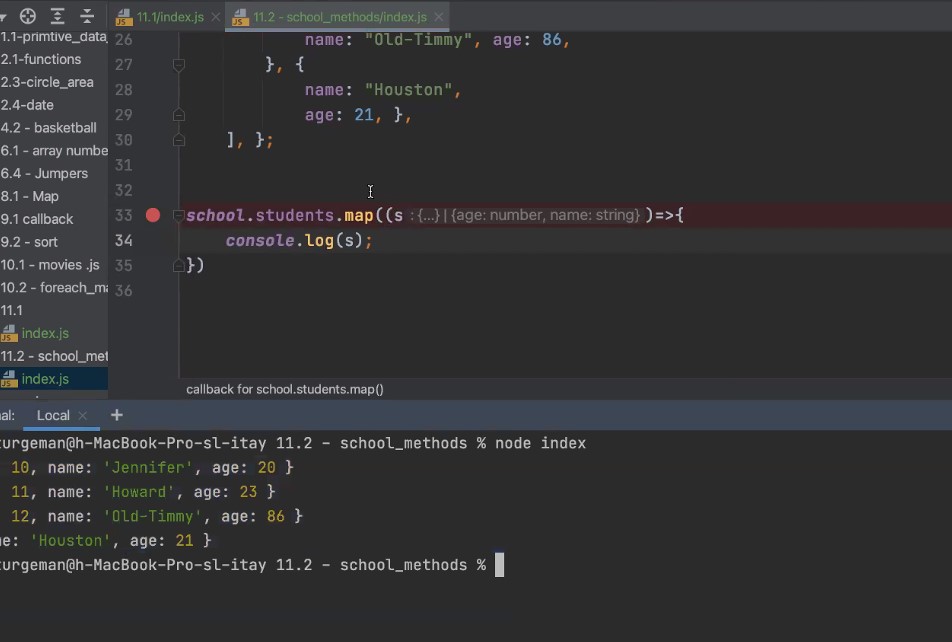 11.1/index.js
11.2 - school_methods/index.js
1.1-primtive_data_
2.1-functions
2.3-circle_area
2.4-date
4.2 - basketball
6.1 - array numbe
6.4 - Jumpers
8.1 - Map
9.1 callback
9.2 - sort
10.1 - movies .js
10.2 - foreach_ma
11.1
JS index.js
11.2 - school_met
JS index.js
26 name: "Old-Timmy", age: 86,
27 }, {
28 name: "Houston",
29 age: 21, },
30 ], };
31
32
33 school.students.map((s : {...} | {age: number, name: string} )=>{
34 console.log(s);
35 })
36
callback for school.students.map()
al: Local +
turgeman@h-MacBook-Pro-sl-itay 11.2 - school_methods % node index
10, name: 'Jennifer', age: 20 }
11, name: 'Howard', age: 23 }
12, name: 'Old-Timmy', age: 86 }
me: 'Houston', age: 21 }
turgeman@h-MacBook-Pro-sl-itay 11.2 - school_methods %